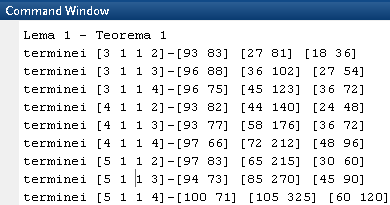 Command Window
Lema 1 - Teorema 1
terminei [3 1 1 2]-[93 83] [27 81] [18 36]
terminei [3 1 1 3]-[96 88] [36 102] [27 54]
terminei [3 1 1 4]-[96 75] [45 123] [36 72]
terminei [4 1 1 2]-[93 82] [44 140] [24 48]
terminei [4 1 1 3]-[93 77] [58 176] [36 72]
terminei [4 1 1 4]-[97 66] [72 212] [48 96]
terminei [5 1 1 2]-[97 83] [65 215] [30 60]
terminei [5 1 1 3]-[94 73] [85 270] [45 90]
terminei [5 1 1 4]-[100 71] [105 325] [60 120]